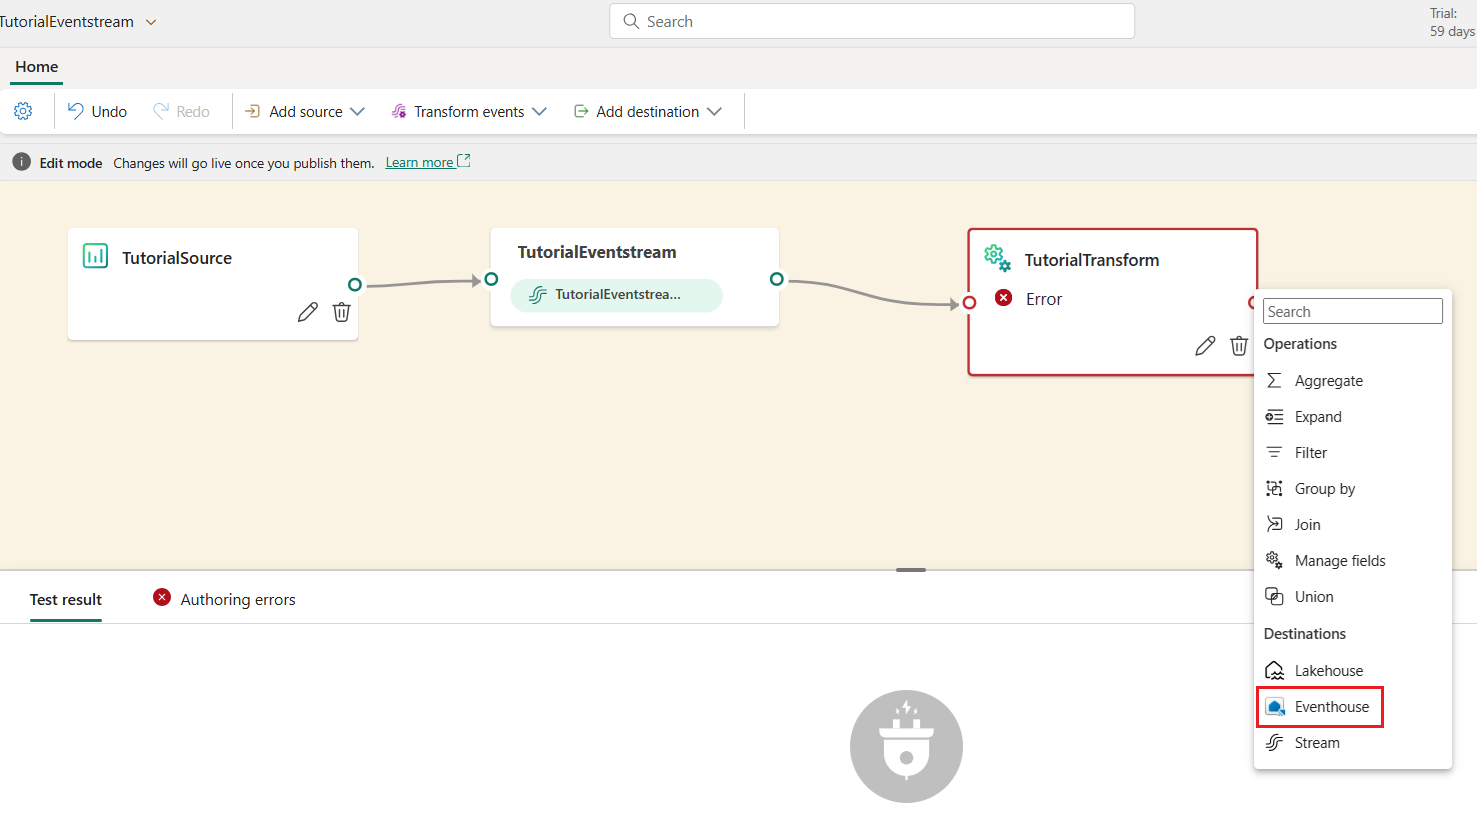 TutorialEventstream
Search
Trial:
59 days
Home
Undo
Redo
Add source
Transform events
Add destination
Edit mode Changes will go live once you publish them. Learn more
TutorialSource
TutorialEventstream
TutorialEventstrea...
TutorialTransform
Error
Search
Operations
Aggregate
Expand
Filter
Group by
Join
Manage fields
Union
Destinations
Lakehouse
Eventhouse
Stream
Test result
Authoring errors